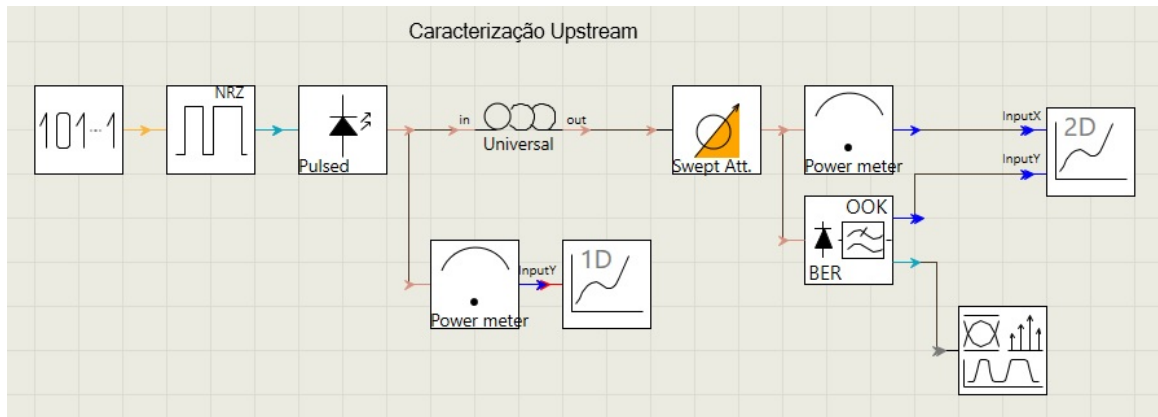 Caracterização Upstream
101...1
NRZ
Pulsed
in
out
Universal
Swept Att.
Power meter
InputX
InputY
2D
OOK
BER
Power meter
InputY
1D